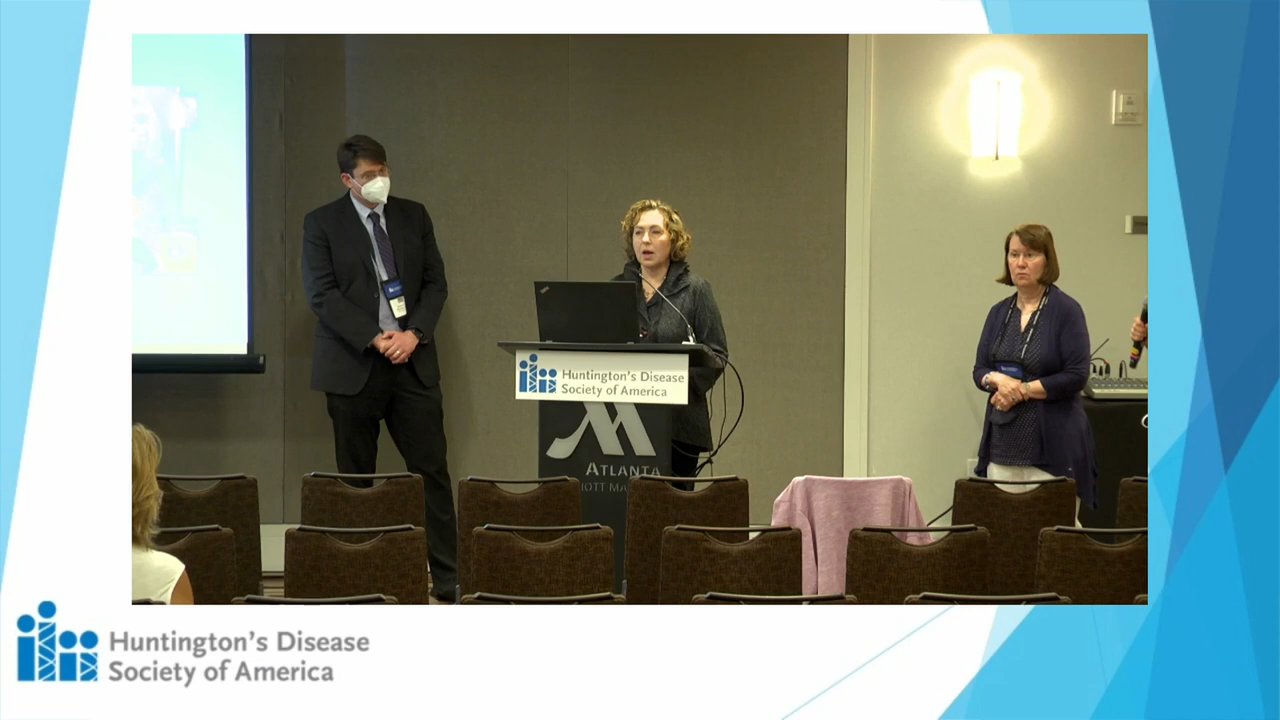 Huntington's Disease
Society of America
ATLANTA
Huntington's Disease
Society of America